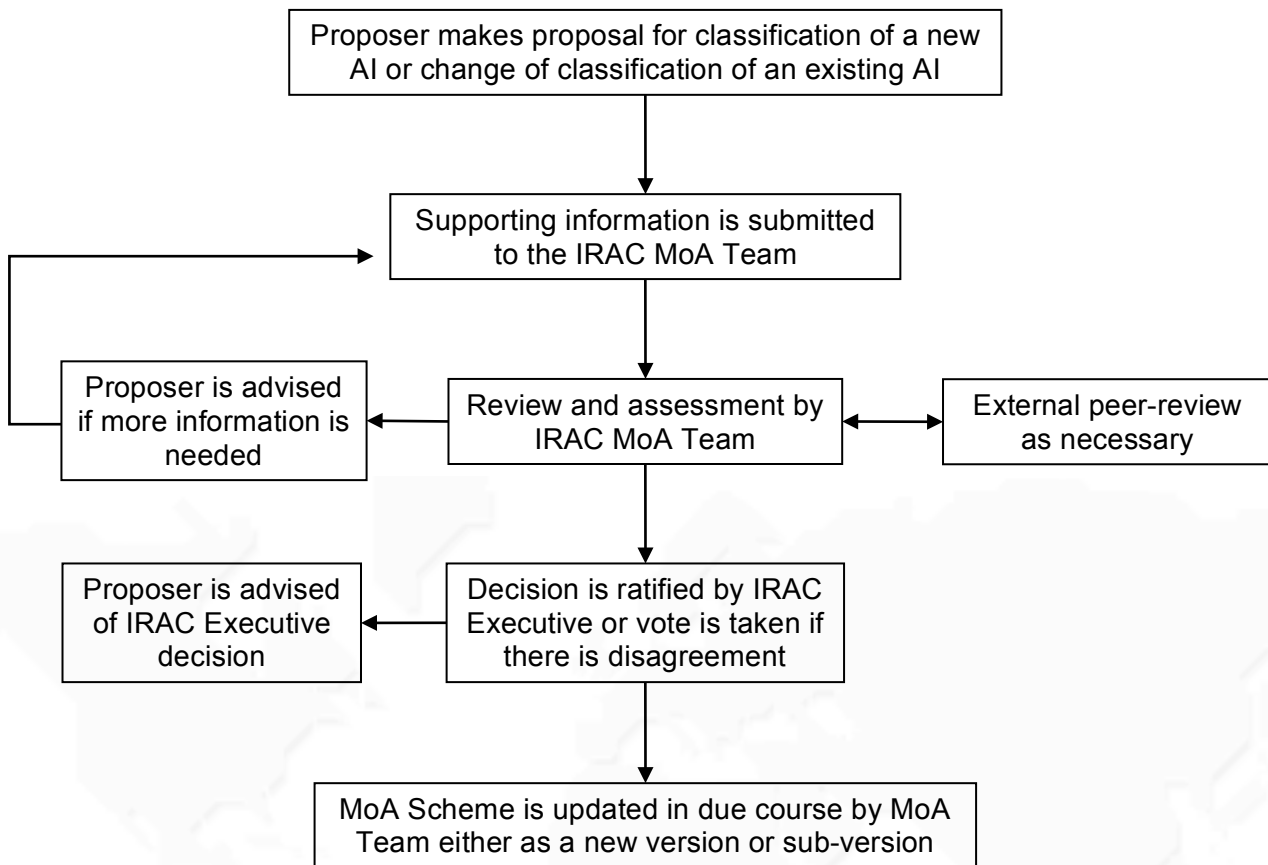 Proposer makes proposal for classification of a new
AI or change of classification of an existing AI
Supporting information is submitted
to the IRAC MoA Team
Proposer is advised
if more information is
needed
Review and assessment by
IRAC MoA Team
External peer-review
as necessary
Proposer is advised
of IRAC Executive
decision
Decision is ratified by IRAC
Executive or vote is taken if
there is disagreement
MoA Scheme is updated in due course by MoA
Team either as a new version or sub-version